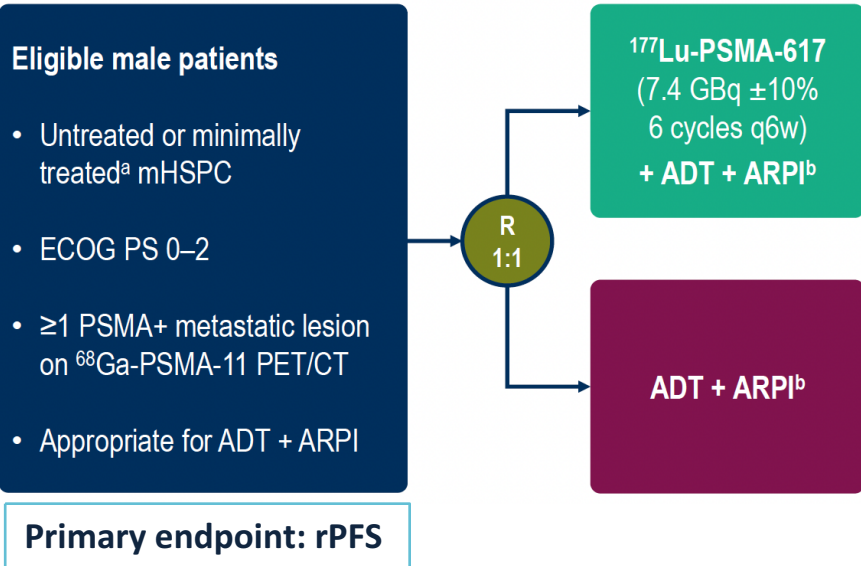 Eligible male patients
• Untreated or minimally
treatedᵃ mHSPC
• ECOG PS 0–2
• ≥1 PSMA+ metastatic lesion
on ⁶⁸Ga-PSMA-11 PET/CT
• Appropriate for ADT + ARPI
Primary endpoint: rPFS
R
1:1
¹⁷⁷Lu-PSMA-617
(7.4 GBq ±10%
6 cycles q6w)
+ ADT + ARPIᵇ
ADT + ARPIᵇ